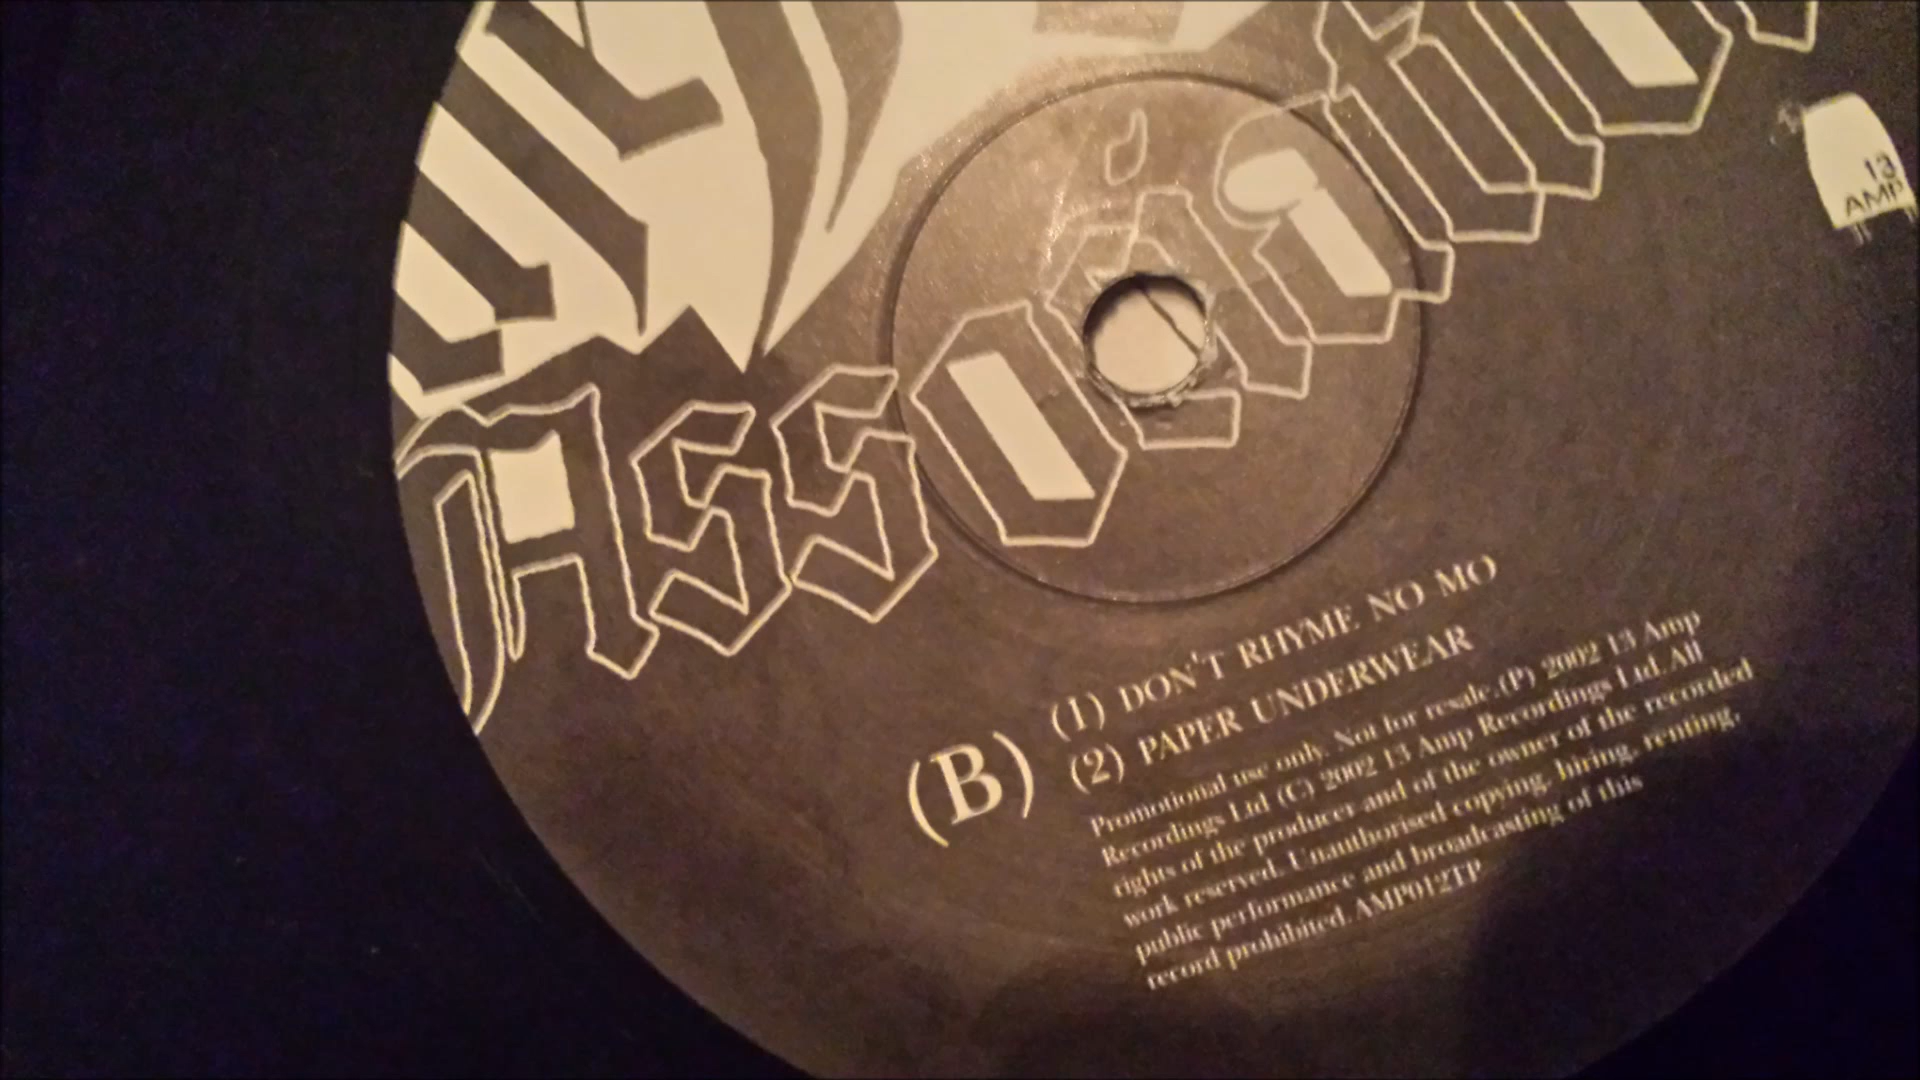 Association
13
AMP
(B)
(1) DON'T RHYME NO MO
(2) PAPER UNDERWEAR
Promotional use only. Not for resale.(P) 2002 13 Amp
Recordings Ltd (C) 2002 13 Amp Recordings Ltd.All
rights of the producer and of the owner of the recorded
work reserved. Unauthorised copying, hiring, renting,
public performance and broadcasting of this
record prohibited. AMP012TP